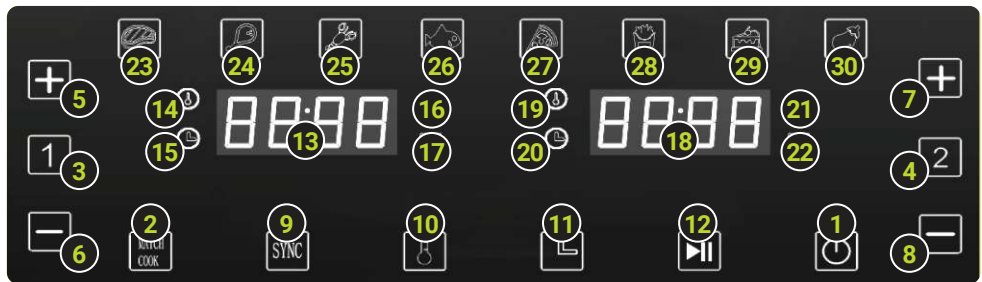 23 24 25 26 27 28 29 30
5 14 88:88 13 16 19 88:88 18 21 7
1 3 15 17 20 22 2 4
6 2 MATCH COOK 9 SYNC 10 11 12 1 8